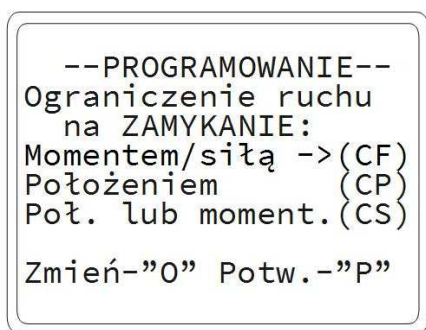 --PROGRAMOWANIE--
Ograniczenie ruchu
na ZAMYKANIE:
Momentem/siłą ->(CF)
Położeniem (CP)
Poł. lub moment.(CS)
Zmień-”O” Potw.-”P”